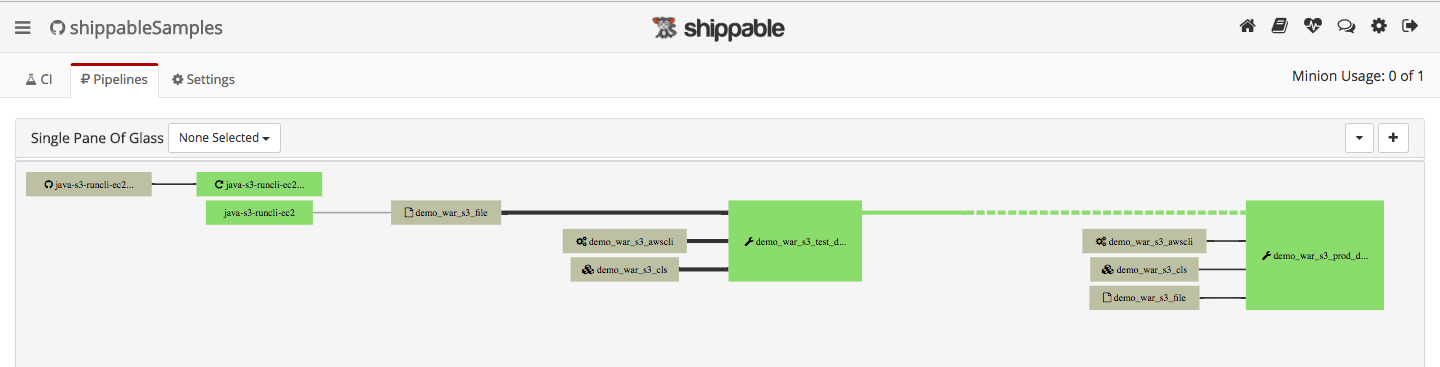 shippableSamples
shippable
CI
Pipelines
Settings
Minion Usage: 0 of 1
Single Pane Of Glass
None Selected
java-s3-runcli-ec2...
java-s3-runcli-ec2...
java-s3-runcli-ec2
demo_war_s3_file
demo_war_s3_awscli
demo_war_s3_cls
demo_war_s3_test_d...
demo_war_s3_awscli
demo_war_s3_cls
demo_war_s3_file
demo_war_s3_prod_d...